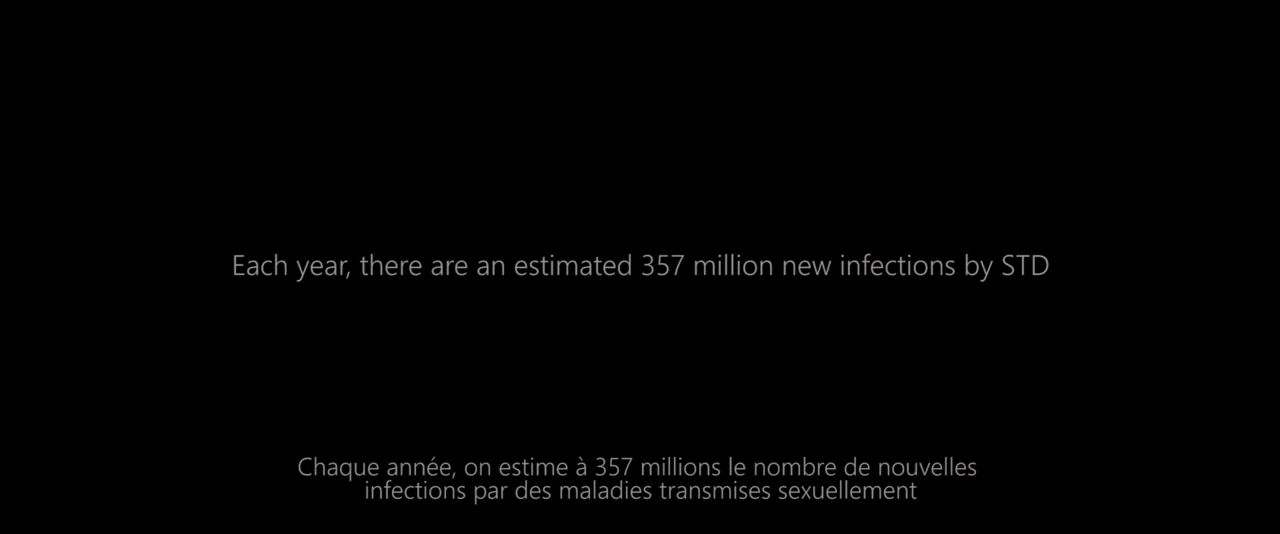 Each year, there are an estimated 357 million new infections by STD
Chaque année, on estime à 357 millions le nombre de nouvelles
infections par des maladies transmises sexuellement